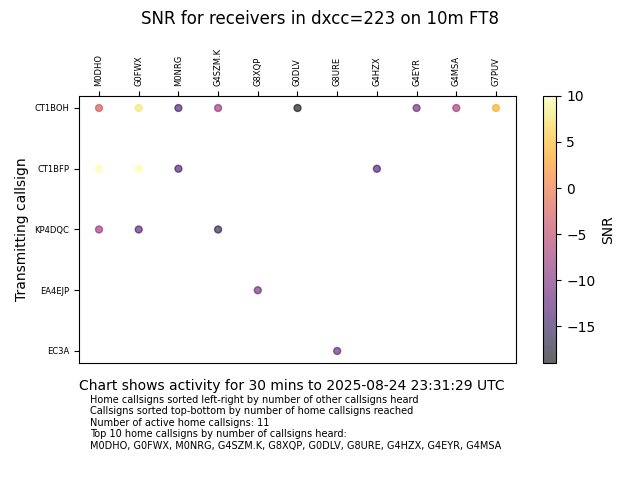 SNR for receivers in dxcc=223 on 10m FT8
M0DHO G0FWX M0NRG G4SZM.K G8XQP G0DLV G8URE G4HZX G4EYR G4MSA G7PUV
Transmitting callsign
CT1BOH
CT1BFP
KP4DQC
EA4EJP
EC3A
10
5
0
−5
−10
−15
SNR
Chart shows activity for 30 mins to 2025-08-24 23:31:29 UTC
Home callsigns sorted left-right by number of other callsigns heard
Callsigns sorted top-bottom by number of home callsigns reached
Number of active home callsigns: 11
Top 10 home callsigns by number of callsigns heard:
M0DHO, G0FWX, M0NRG, G4SZM.K, G8XQP, G0DLV, G8URE, G4HZX, G4EYR, G4MSA